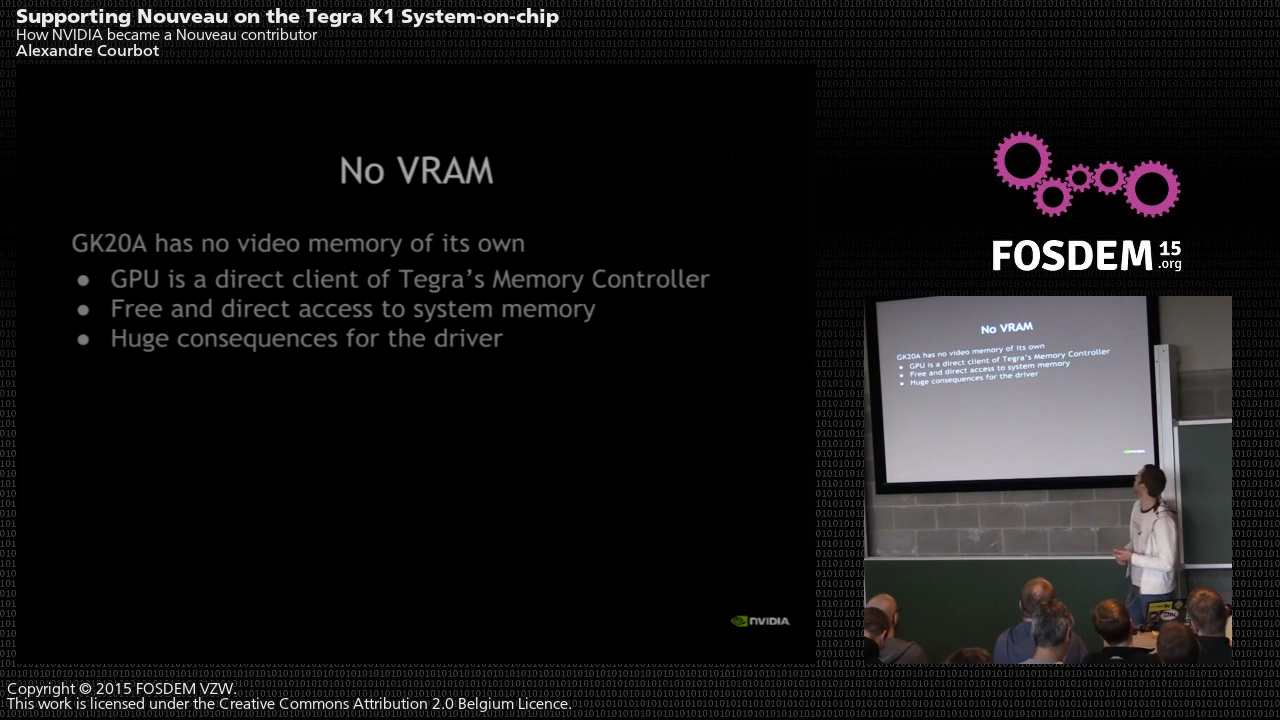 Supporting Nouveau on the Tegra K1 System-on-chip
How NVIDIA became a Nouveau contributor
Alexandre Courbot
No VRAM
GK20A has no video memory of its own
● GPU is a direct client of Tegra's Memory Controller
● Free and direct access to system memory
● Huge consequences for the driver
NVIDIA
FOSDEM 15
.org
No VRAM
GK20A has no video memory of its own
● GPU is a direct client of Tegra's Memory Controller
● Free and direct access to system memory
● Huge consequences for the driver
NVIDIA
Copyright © 2015 FOSDEM VZW.
This work is licensed under the Creative Commons Attribution 2.0 Belgium Licence.